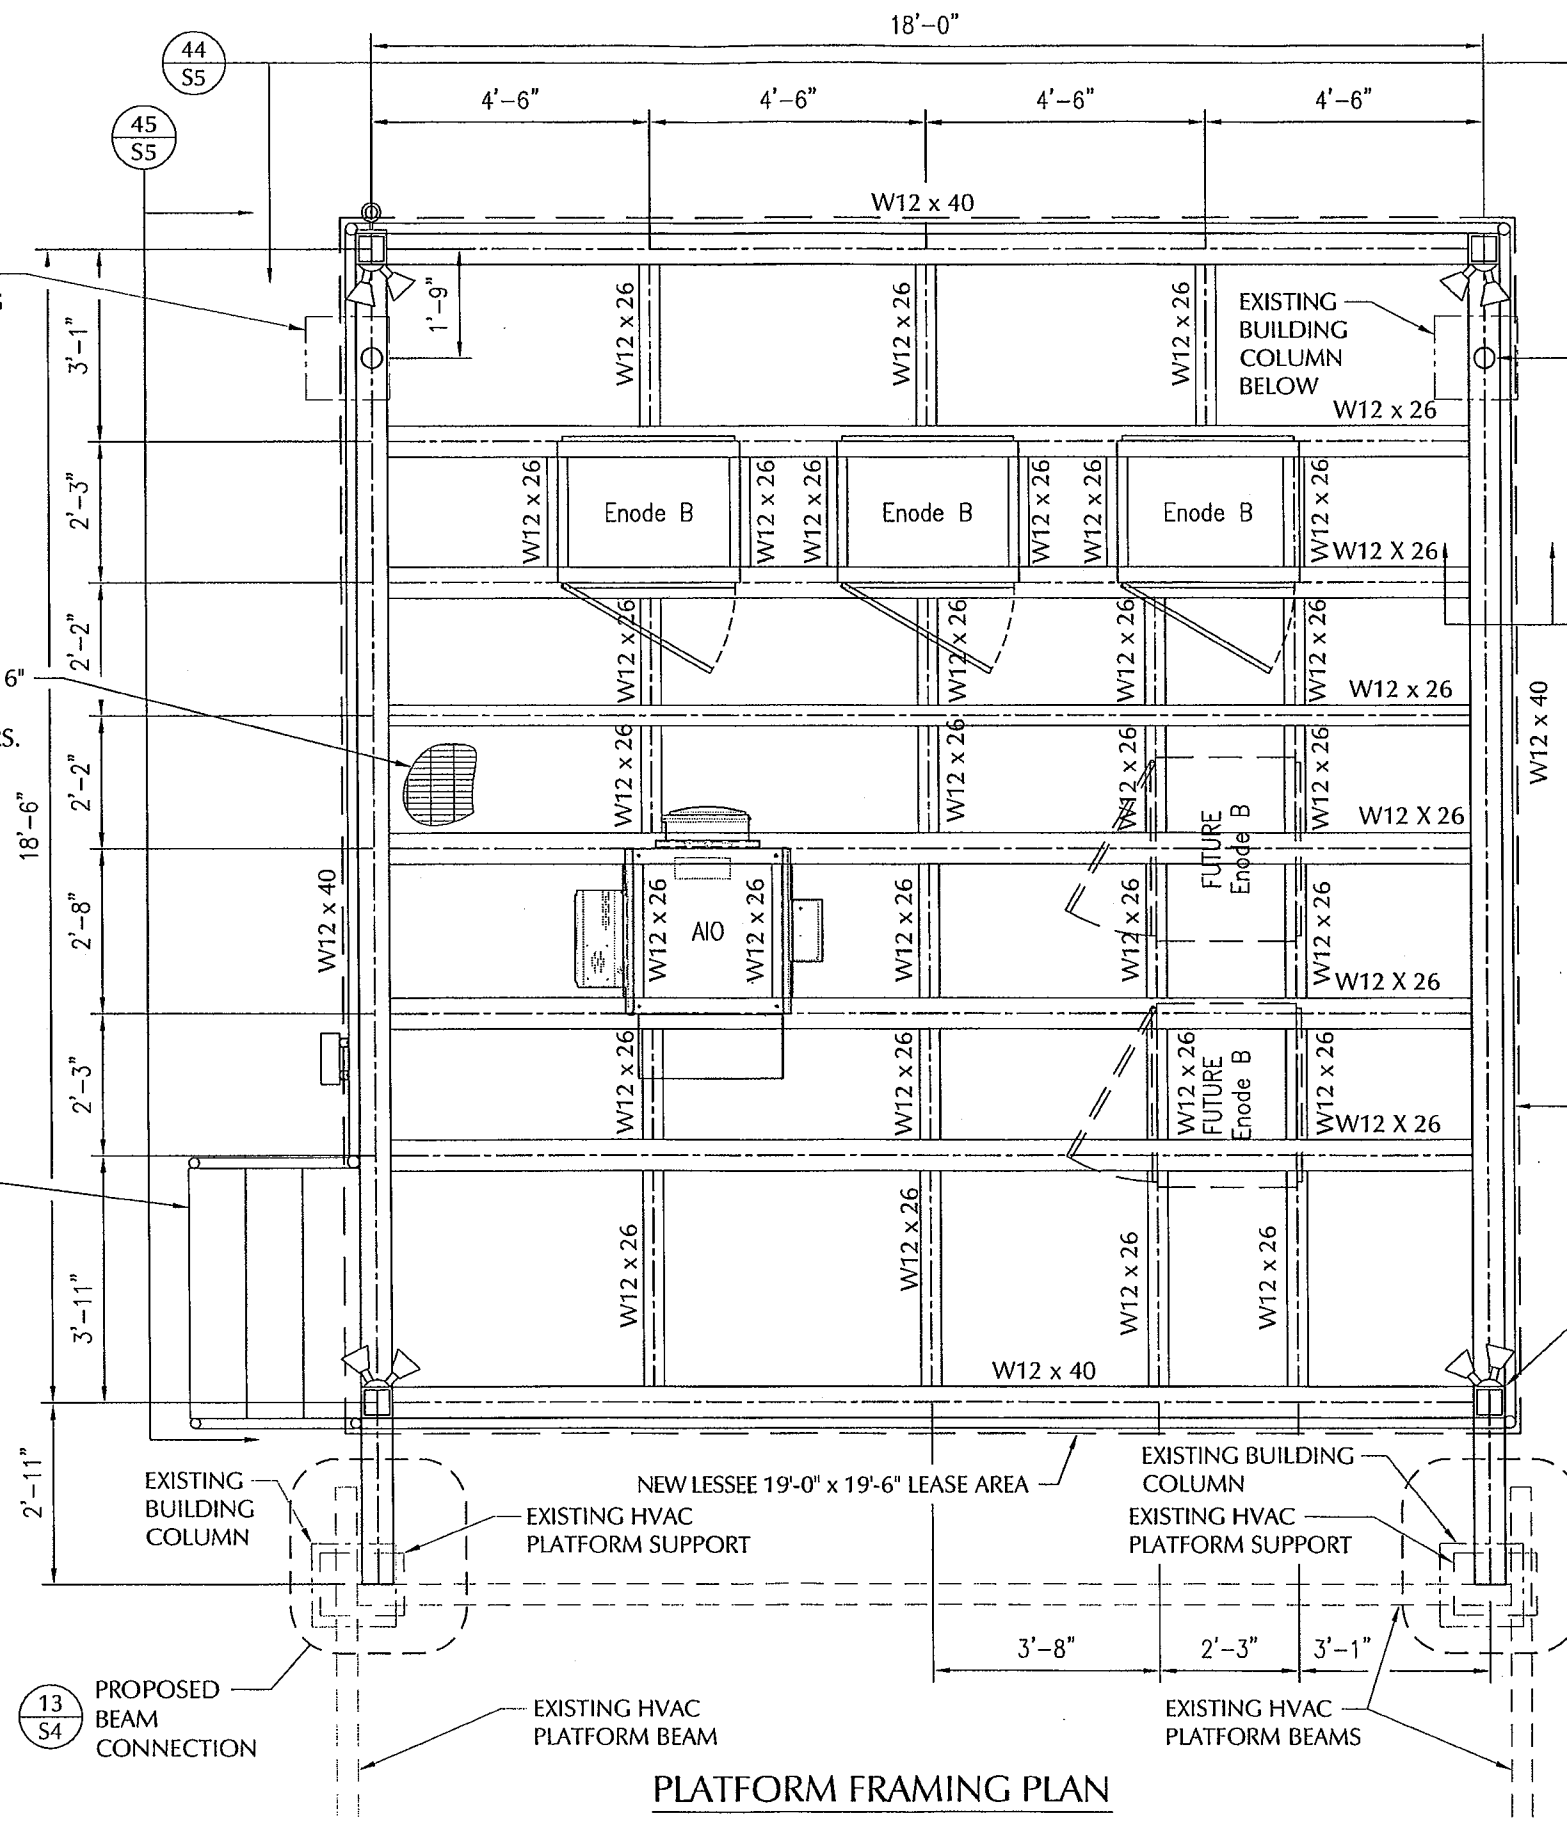 18'-0"
44
S5
4'-6"
4'-6"
4'-6"
4'-6"
45
S5
W12 x 40
3'-1"
1'-9"
W12 x 26
W12 x 26
W12 x 26
EXISTING
BUILDING
COLUMN
BELOW
W12 x 26
2'-3"
W12 x 26
Enode B
W12 x 26
W12 x 26
Enode B
W12 x 26
W12 x 26
Enode B
W12 x 26
W12 X 26
2'-2"
W12 x 26
W12 x 26
W12 x 26
W12 x 26
6"
W12 x 26
W12 x 40
S.
18'-6"
2'-2"
W12 x 26
W12 x 26
W12 x 26
W12 x 26
W12 X 26
FUTURE
Enode B
2'-8"
W12 x 40
W12 x 26
AIO
W12 x 26
W12 x 26
W12 x 26
W12 x 26
W12 X 26
2'-3"
W12 x 26
W12 x 26
W12 x 26
FUTURE
Enode B
W12 x 26
W12 X 26
3'-11"
W12 x 26
W12 x 26
W12 x 26
W12 x 26
W12 x 40
2'-11"
EXISTING
BUILDING
COLUMN
NEW LESSEE 19'-0" x 19'-6" LEASE AREA
EXISTING HVAC
PLATFORM SUPPORT
EXISTING BUILDING
COLUMN
EXISTING HVAC
PLATFORM SUPPORT
3'-8"
2'-3"
3'-1"
13
S4
PROPOSED
BEAM
CONNECTION
EXISTING HVAC
PLATFORM BEAM
EXISTING HVAC
PLATFORM BEAMS
PLATFORM FRAMING PLAN